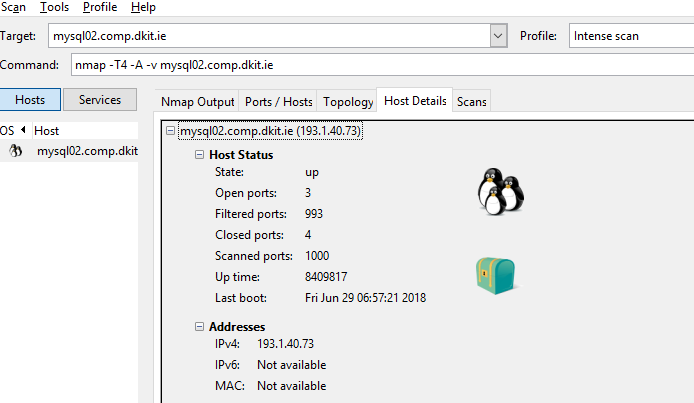 Scan Tools Profile Help
Target: mysql02.comp.dkit.ie Profile: Intense scan
Command: nmap -T4 -A -v mysql02.comp.dkit.ie
Hosts Services Nmap Output Ports / Hosts Topology Host Details Scans
OS Host
mysql02.comp.dkit
mysql02.comp.dkit.ie (193.1.40.73)
Host Status
State: up
Open ports: 3
Filtered ports: 993
Closed ports: 4
Scanned ports: 1000
Up time: 8409817
Last boot: Fri Jun 29 06:57:21 2018
Addresses
IPv4: 193.1.40.73
IPv6: Not available
MAC: Not available